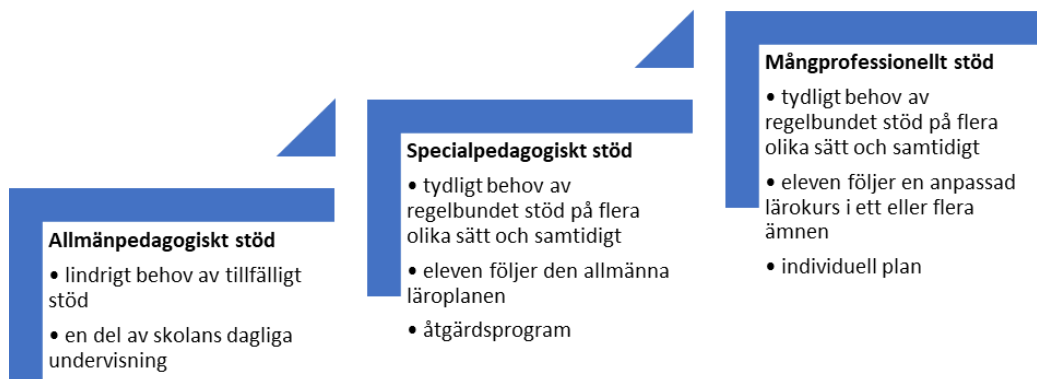 Allmänpedagogiskt stöd
• lindrigt behov av tillfälligt
stöd
• en del av skolans dagliga
undervisning
Specialpedagogiskt stöd
• tydligt behov av
regelbundet stöd på flera
olika sätt och samtidigt
• eleven följer den allmänna
läroplanen
• åtgärdsprogram
Mångprofessionellt stöd
• tydligt behov av
regelbundet stöd på flera
olika sätt och samtidigt
• eleven följer en anpassad
lärokurs i ett eller flera
ämnen
• individuell plan